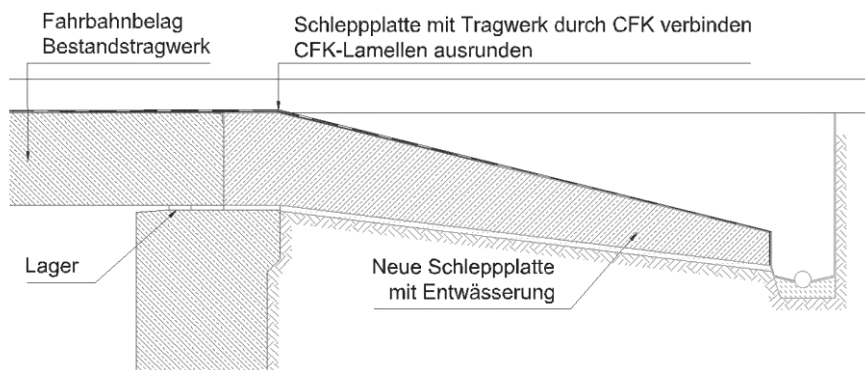 Fahrbahnbelag
Bestandstragwerk
Schleppplatte mit Tragwerk durch CFK verbinden
CFK-Lamellen ausrunden
Lager
Neue Schleppplatte
mit Entwässerung